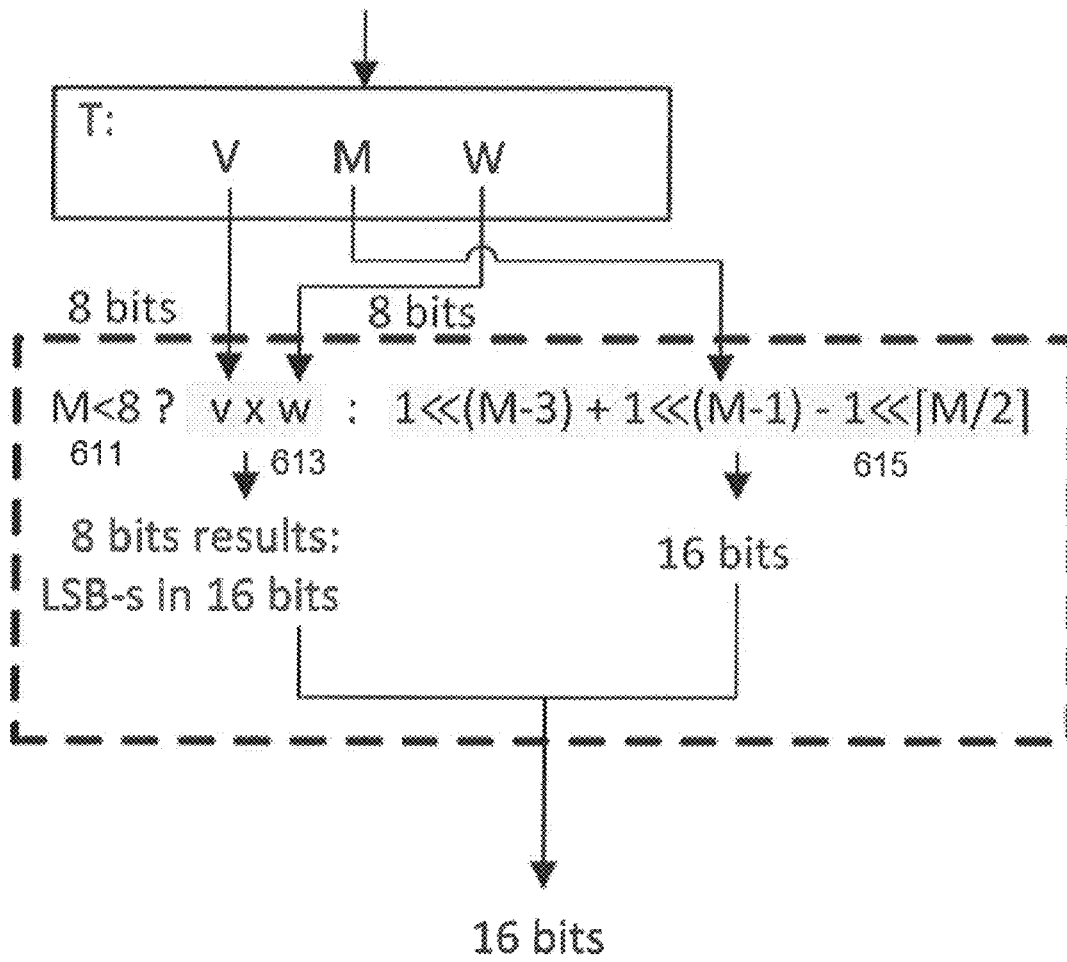 T:
V M W
8 bits 8 bits
M<8 ? v x w : 1≪(M-3) + 1≪(M-1) - 1≪⌈M/2⌉
611 613 615
8 bits results:
LSB-s in 16 bits
16 bits
16 bits